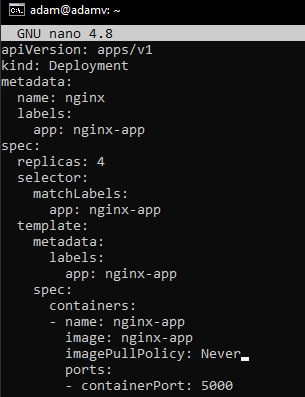 adam@adamv: ~
GNU nano 4.8
apiVersion: apps/v1
kind: Deployment
metadata:
  name: nginx
  labels:
    app: nginx-app
spec:
  replicas: 4
  selector:
    matchLabels:
      app: nginx-app
  template:
    metadata:
      labels:
        app: nginx-app
    spec:
      containers:
      - name: nginx-app
        image: nginx-app
        imagePullPolicy: Never
        ports:
        - containerPort: 5000